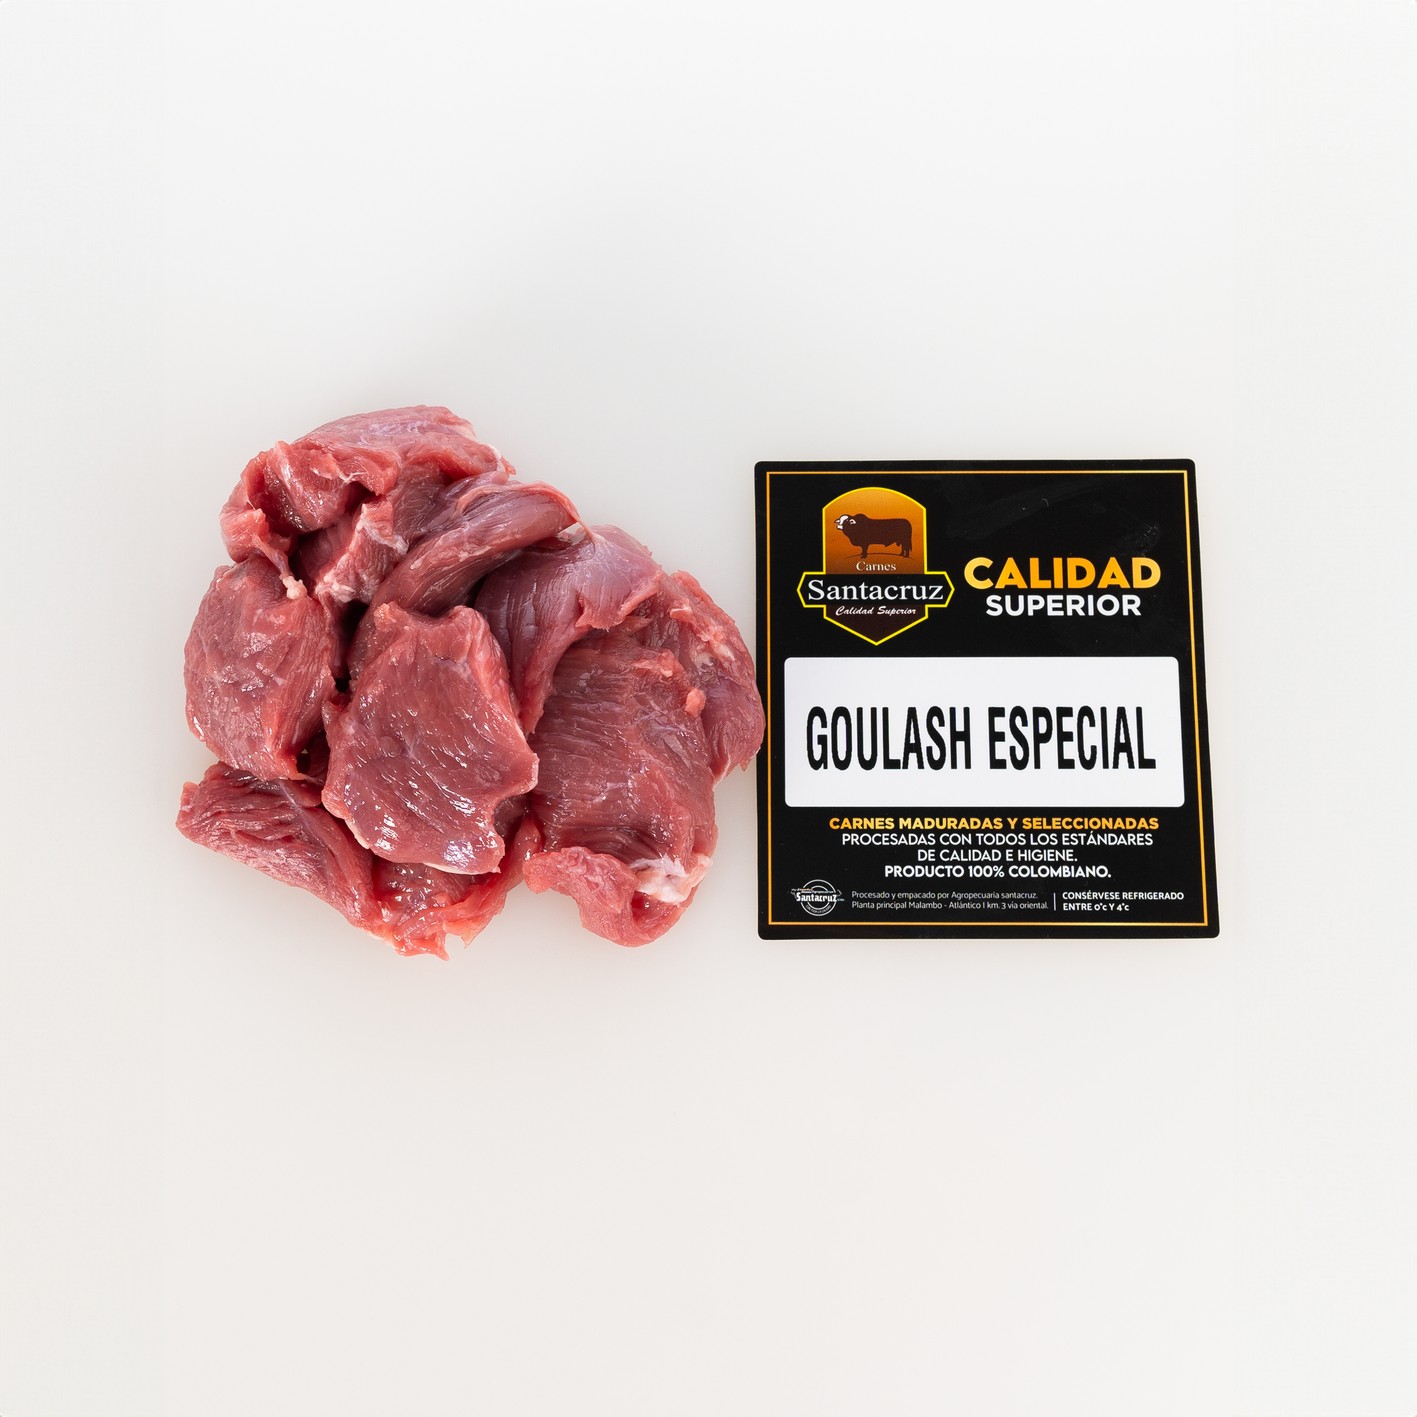 Carnes
Santacruz
Calidad Superior
CALIDAD
SUPERIOR
GOULASH ESPECIAL
CARNES MADURADAS Y SELECCIONADAS
PROCESADAS CON TODOS LOS ESTÁNDARES
DE CALIDAD E HIGIENE.
PRODUCTO 100% COLOMBIANO.
Santacruz
Procesado y empacado por Agropecuaria santacruz.
Planta principal Malambo - Atlántico 1 km. 3 via oriental.
CONSÉRVESE REFRIGERADO
ENTRE 0°c Y 4°c